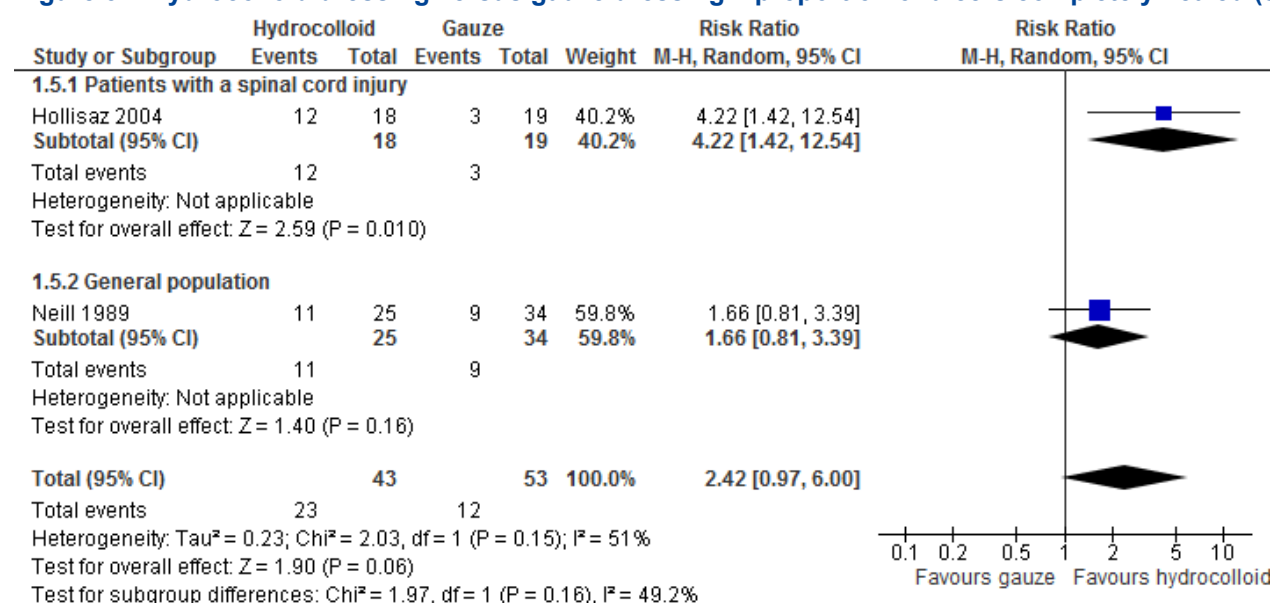 Hydrocolloid Gauze Risk Ratio Risk Ratio
Study or Subgroup Events Total Events Total Weight M-H, Random, 95% CI M-H, Random, 95% CI
1.5.1 Patients with a spinal cord injury
Hollisaz 2004 12 18 3 19 40.2% 4.22 [1.42, 12.54]
Subtotal (95% CI) 18 19 40.2% 4.22 [1.42, 12.54]
Total events 12 3
Heterogeneity: Not applicable
Test for overall effect: Z = 2.59 (P = 0.010)
1.5.2 General population
Neill 1989 11 25 9 34 59.8% 1.66 [0.81, 3.39]
Subtotal (95% CI) 25 34 59.8% 1.66 [0.81, 3.39]
Total events 11 9
Heterogeneity: Not applicable
Test for overall effect: Z = 1.40 (P = 0.16)
Total (95% CI) 43 53 100.0% 2.42 [0.97, 6.00]
Total events 23 12
Heterogeneity: Tau² = 0.23; Chi² = 2.03, df = 1 (P = 0.15); I² = 51%
Test for overall effect: Z = 1.90 (P = 0.06)
Test for subgroup differences: Chi² = 1.97, df = 1 (P = 0.16), I² = 49.2%
0.1 0.2 0.5 1 2 5 10
Favours gauze Favours hydrocolloid